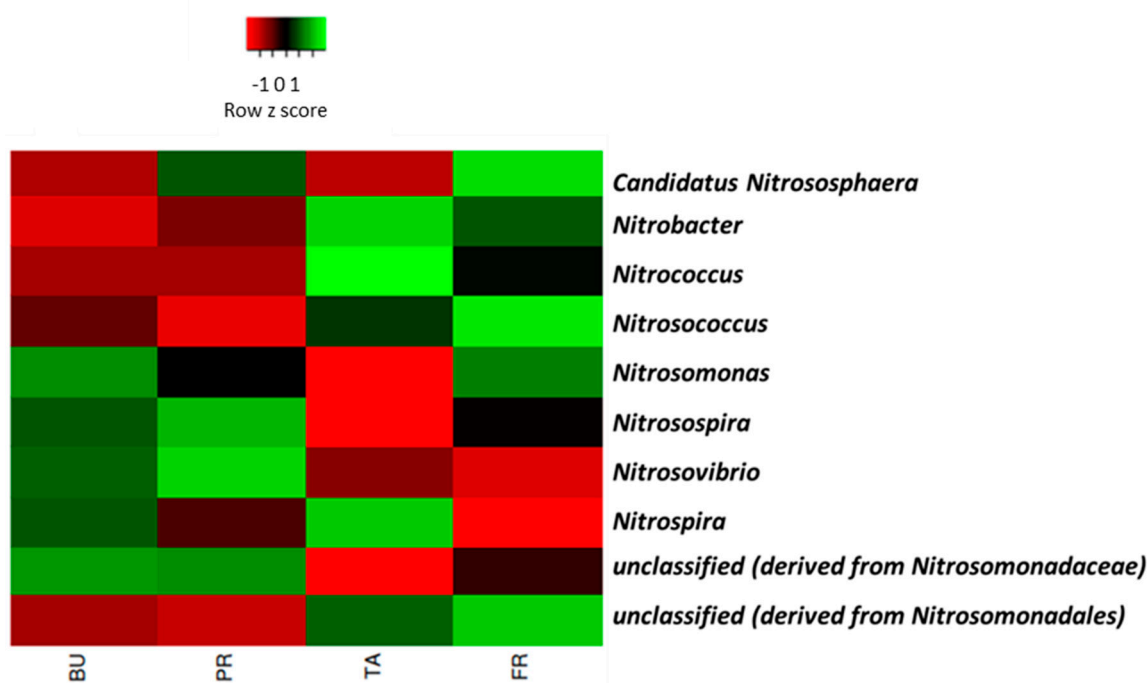 -1 0 1
Row z score
Candidatus Nitrososphaera
Nitrobacter
Nitrococcus
Nitrosococcus
Nitrosomonas
Nitrosospira
Nitrosovibrio
Nitrospira
unclassified (derived from Nitrosomonadaceae)
unclassified (derived from Nitrosomonadales)
BU
PR
TA
FR